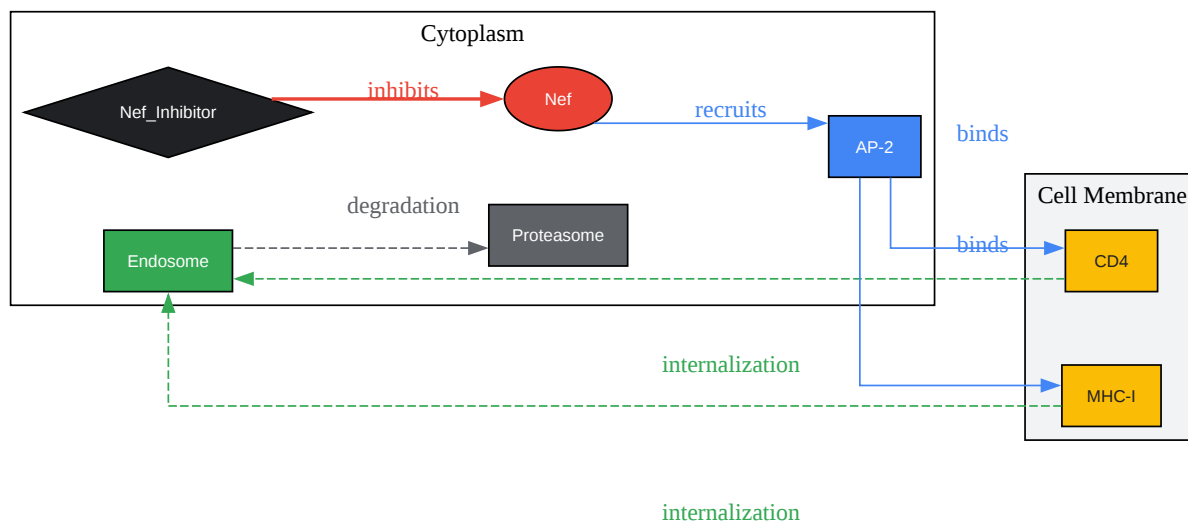 Cytoplasm
inhibits
Nef_Inhibitor
Nef
recruits
AP-2
binds
Cell Membrane
degradation
Proteasome
Endosome
binds
CD4
internalization
MHC-I
internalization